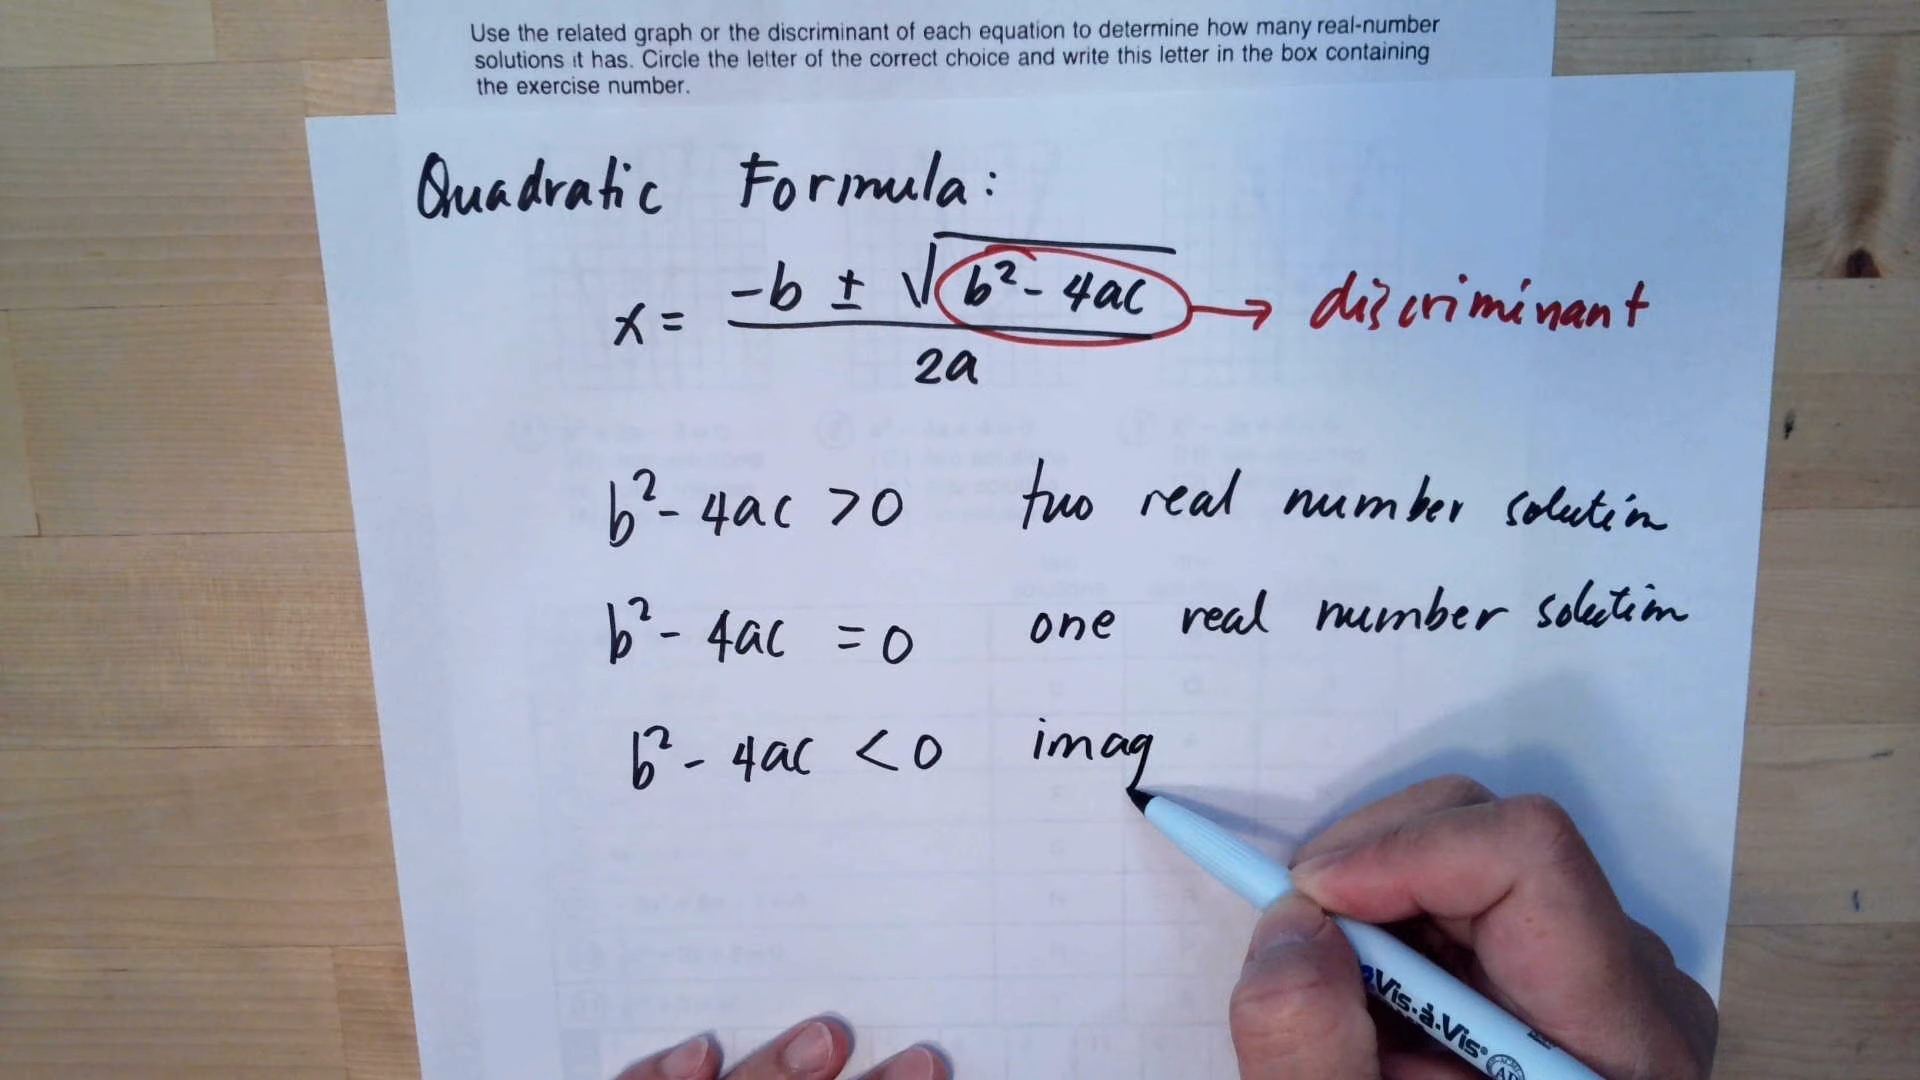 Use the related graph or the discriminant of each equation to determine how many real-number
solutions it has. Circle the letter of the correct choice and write this letter in the box containing
the exercise number.
Quadratic Formula:
x = -b ± √b² - 4ac / 2a → discriminant
b² - 4ac > 0 two real number solution
b² - 4ac = 0 one real number solution
b² - 4ac < 0 imag
Vis-à-Vis